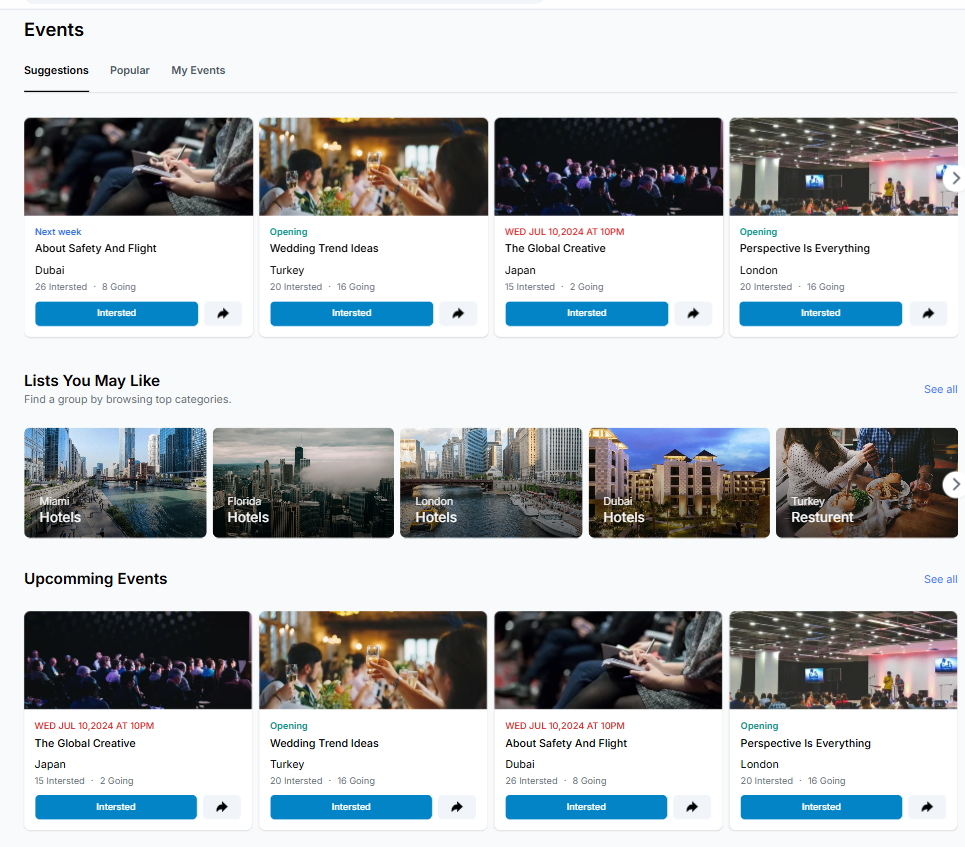 Events
Suggestions Popular My Events
Next week
About Safety And Flight
Dubai
26 Intersted · 8 Going
Intersted
Opening
Wedding Trend Ideas
Turkey
20 Intersted · 16 Going
Intersted
WED JUL 10,2024 AT 10PM
The Global Creative
Japan
15 Intersted · 2 Going
Intersted
Opening
Perspective Is Everything
London
20 Intersted · 16 Going
Intersted
Lists You May Like
See all
Find a group by browsing top categories.
Miami
Hotels
Florida
Hotels
London
Hotels
Dubai
Hotels
Turkey
Resturent
Upcomming Events
See all
WED JUL 10,2024 AT 10PM
The Global Creative
Japan
15 Intersted · 2 Going
Intersted
Opening
Wedding Trend Ideas
Turkey
20 Intersted · 16 Going
Intersted
WED JUL 10,2024 AT 10PM
About Safety And Flight
Dubai
26 Intersted · 8 Going
Intersted
Opening
Perspective Is Everything
London
20 Intersted · 16 Going
Intersted